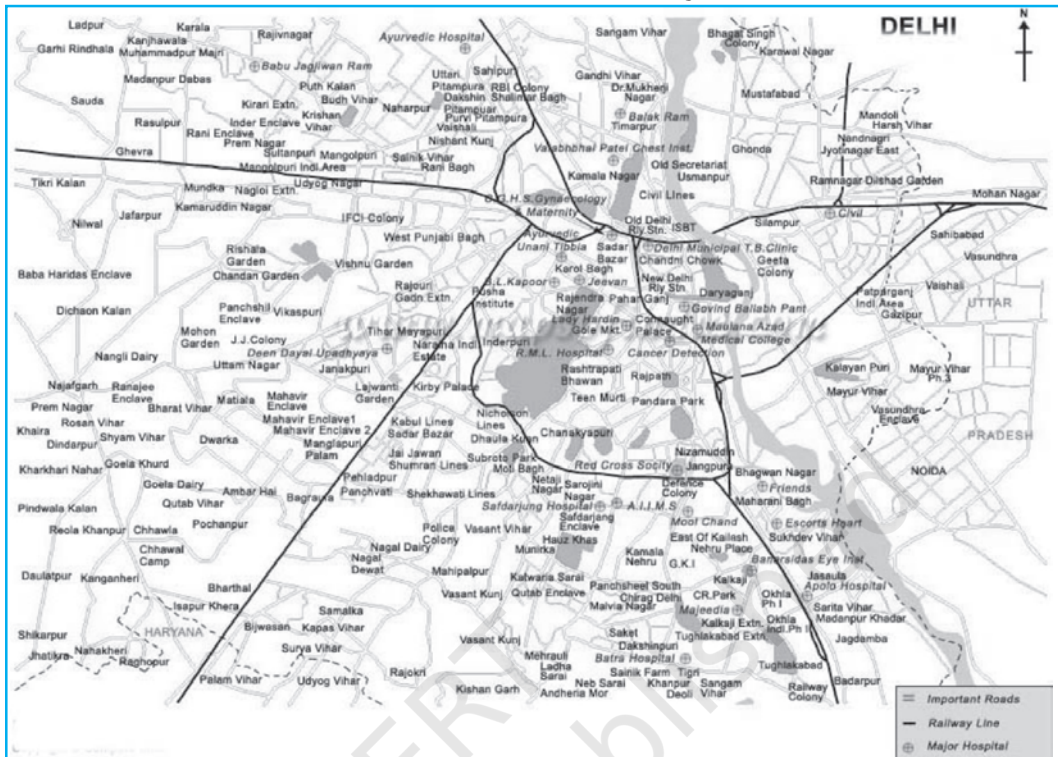 DELHI
N
Ladpur
Karala
Rajivnagar
Ayurvedic Hospital
Sangam Vihar
Bhagat Singh
Colony
Karawal Nagar
Garhi Rindhala
Kanjhawala
Muhammadpur Majri
Babu Jagjiwan Ram
Madanpur Dabas
Puth Kalan
Budh Vihar
Uttari
Pitampura
Sahipur
RBI Colony
Dakshin
Pitampuar
Shalimar Bagh
Purvi Pitampura
Gandhi Vihar
Dr.Mukherji
Nagar
Mustafabad
Sauda
Kirari Extn.
Krishan
Vihar
Naharpur
Vaishali
Balak Ram
Timarpur
Mandoli
Harsh Vihar
Rasulpur
Inder Enclave
Rani Enclave
Prem Nagar
Nishant Kunj
Nandnagri
Jyotinagar East
Ghevra
Sultanpuri
Mangolpuri
Mangolpuri Indl.Area
Sainik Vihar
Rani Bagh
Valabhbhai Patel Chest Inst.
Ghonda
Old Secretariat
Usmanpur
Kamala Nagar
Civil Lines
Ramnagar
Dilshad Garden
Mohan Nagar
Tikri Kalan
Mundka
Nagloi Extn.
Udyog Nagar
Kamaruddin Nagar
C.G.H.S.Gynaecology
& Maternity
Nilwal
Jafarpur
IFCI-Colony
Old Delhi
Rly.Stn.
ISBT
Silampur
Civil
West Punjabi Bagh
Ayurvedic
Unani Tibbia
Sadar
Bazar
Delhi Municipal T.B.Clinic
Chandni Chowk
Sahibabad
Vasundhra
Rishala
Garden
Chandan Garden
Vishnu Garden
Baba Haridas Enclave
Karol Bagh
Geeta
Colony
B.L.Kapoor
Jeevan
New Delhi
Rly Stn
Daryaganj
Vaishali
Rajouri
Gadn Extn.
Pusha
Institute
Rajendra
Nagar
Pahar Ganj
Patparganj
Indl.Area
Gazipur
UTTAR
Dichaon Kalan
Panchshil
Enclave
Vikaspuri
Govind Ballabh Pant
Lady Hardin
Gole Mkt.
Connaught
Palace
Maulana Azad
Medical College
Mohon
Garden
J.J.Colony
Tihar
Mayapuri
Naraina Indl
Estate
Inderpuri
Nangli Dairy
Deen Dayal Upadhyaya
Uttam Nagar
Janakpuri
R.M.L. Hospital
Cancer Detection
Rashtrapati
Bhawan
Rajpath
Kalayan Puri
Mayur Vihar
Ph.3
Mayur Vihar
Najafgarh
Ranajee
Enclave
Lajwanti
Garden
Kirby Palace
Teen Murti
Pandara Park
Vasundhra
Enclave
Prem Nagar
Bharat Vihar
Matiala
Mahavir
Enclave
Rosan Vihar
Mahavir Enclave1
Mahavir Enclave 2
Kabul Lines
Sadar Bazar
Nicholson
Lines
Khaira
Dindarpur
Shyam Vihar
Dwarka
Manglapuri
Palam
Dhaula Kuan
Chanakyapuri
PRADESH
Jai Jawan
Shumran Lines
Subroto Park
Moti Bagh
Nizamuddin
Jangpura
Kharkhari Nahar
Goela Khurd
Pehladpur
Red Cross Socity
Bhagwan Nagar
NOIDA
Goela Dairy
Ambar Hai
Bagraula
Panchvati
Shekhawati Lines
Netaji
Nagar
Sarojini
Nagar
Defence
Colony
Friends
Maharani Bagh
Pindwala Kalan
Qutab Vihar
Safdarjung Hospital
A.I.I.M.S
Safdarjang
Enclave
Mool Chand
Escorts Heart
Reola Khanpur
Chhawla
Pochanpur
Police
Colony
Vasant Vihar
Hauz Khas
East Of Kailash
Nehru Place
Sukhdev Vihar
Chhawal
Camp
Nagal Dairy
Nagal
Dewat
Munirka
Kamala
Nehru
G.K.I
Banarsidas Eye Inst
Daulatpur
Kanganheri
Bharthal
Mahipalpur
Katwaria Sarai
Qutab Enclave
Kalkaji
Jasaula
Apolo Hospital
Vasant Kunj
Panchsheel South
Chirag Delhi
Malvia Nagar
CR.Park
Okhla
Ph I
Isapur Khera
Samalka
Majeedia
Kalkaji Extn.
Okhla
Indl.Ph II
Sarita Vihar
Madanpur Khadar
HARYANA
Bijwasan
Kapas Vihar
Saket
Dakshinpuri
Tughlakabad Extn.
Jagdamba
Shikarpur
Jhatikra
Nahakheri
Raghopur
Surya Vihar
Vasant Kunj
Mehrauli
Ladha
Sarai
Batra Hospital
Sainik Farm
Tigri
Tughlakabad
Palam Vihar
Udyog Vihar
Rajokri
Kishan Garh
Neb Sarai
Andheria Mor
Khanpur
Deoli
Sangam
Vihar
Railway
Colony
Badarpur
Important Roads
Railway Line
Major Hospital